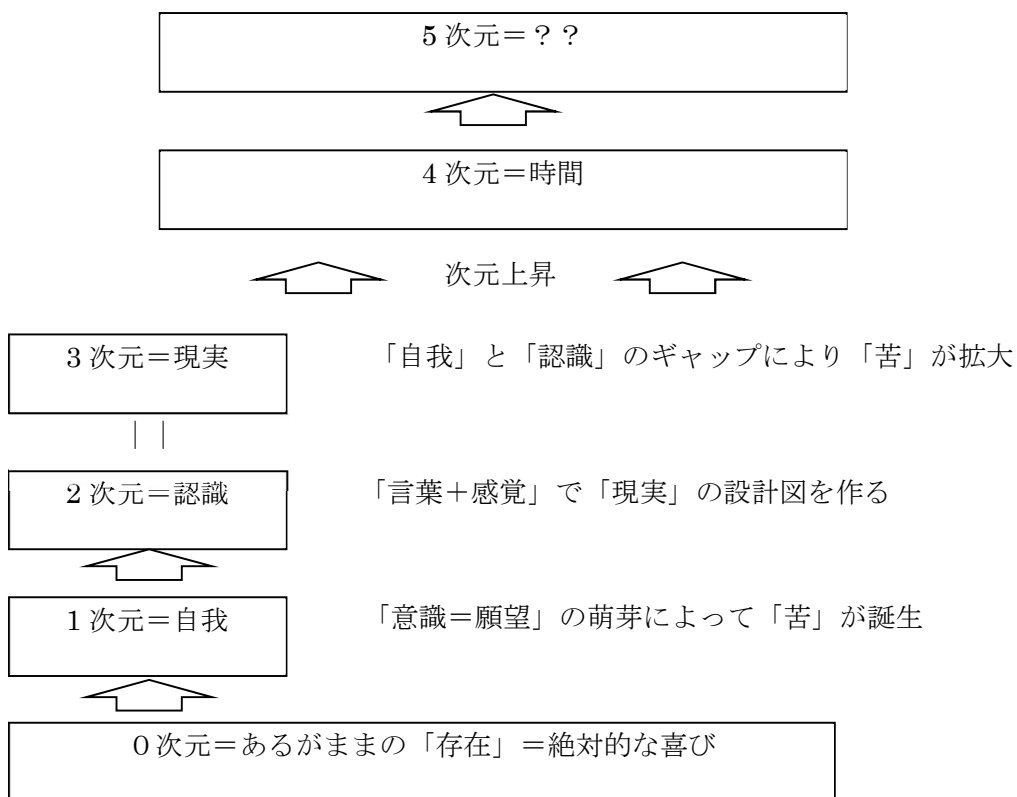 5次元=??
4次元=時間
次元上昇
3次元=現実 「自我」と「認識」のギャップにより「苦」が拡大
||
2次元=認識 「言葉+感覚」で「現実」の設計図を作る
1次元=自我 「意識=願望」の萌芽によって「苦」が誕生
0次元=あるがままの「存在」=絶対的な喜び